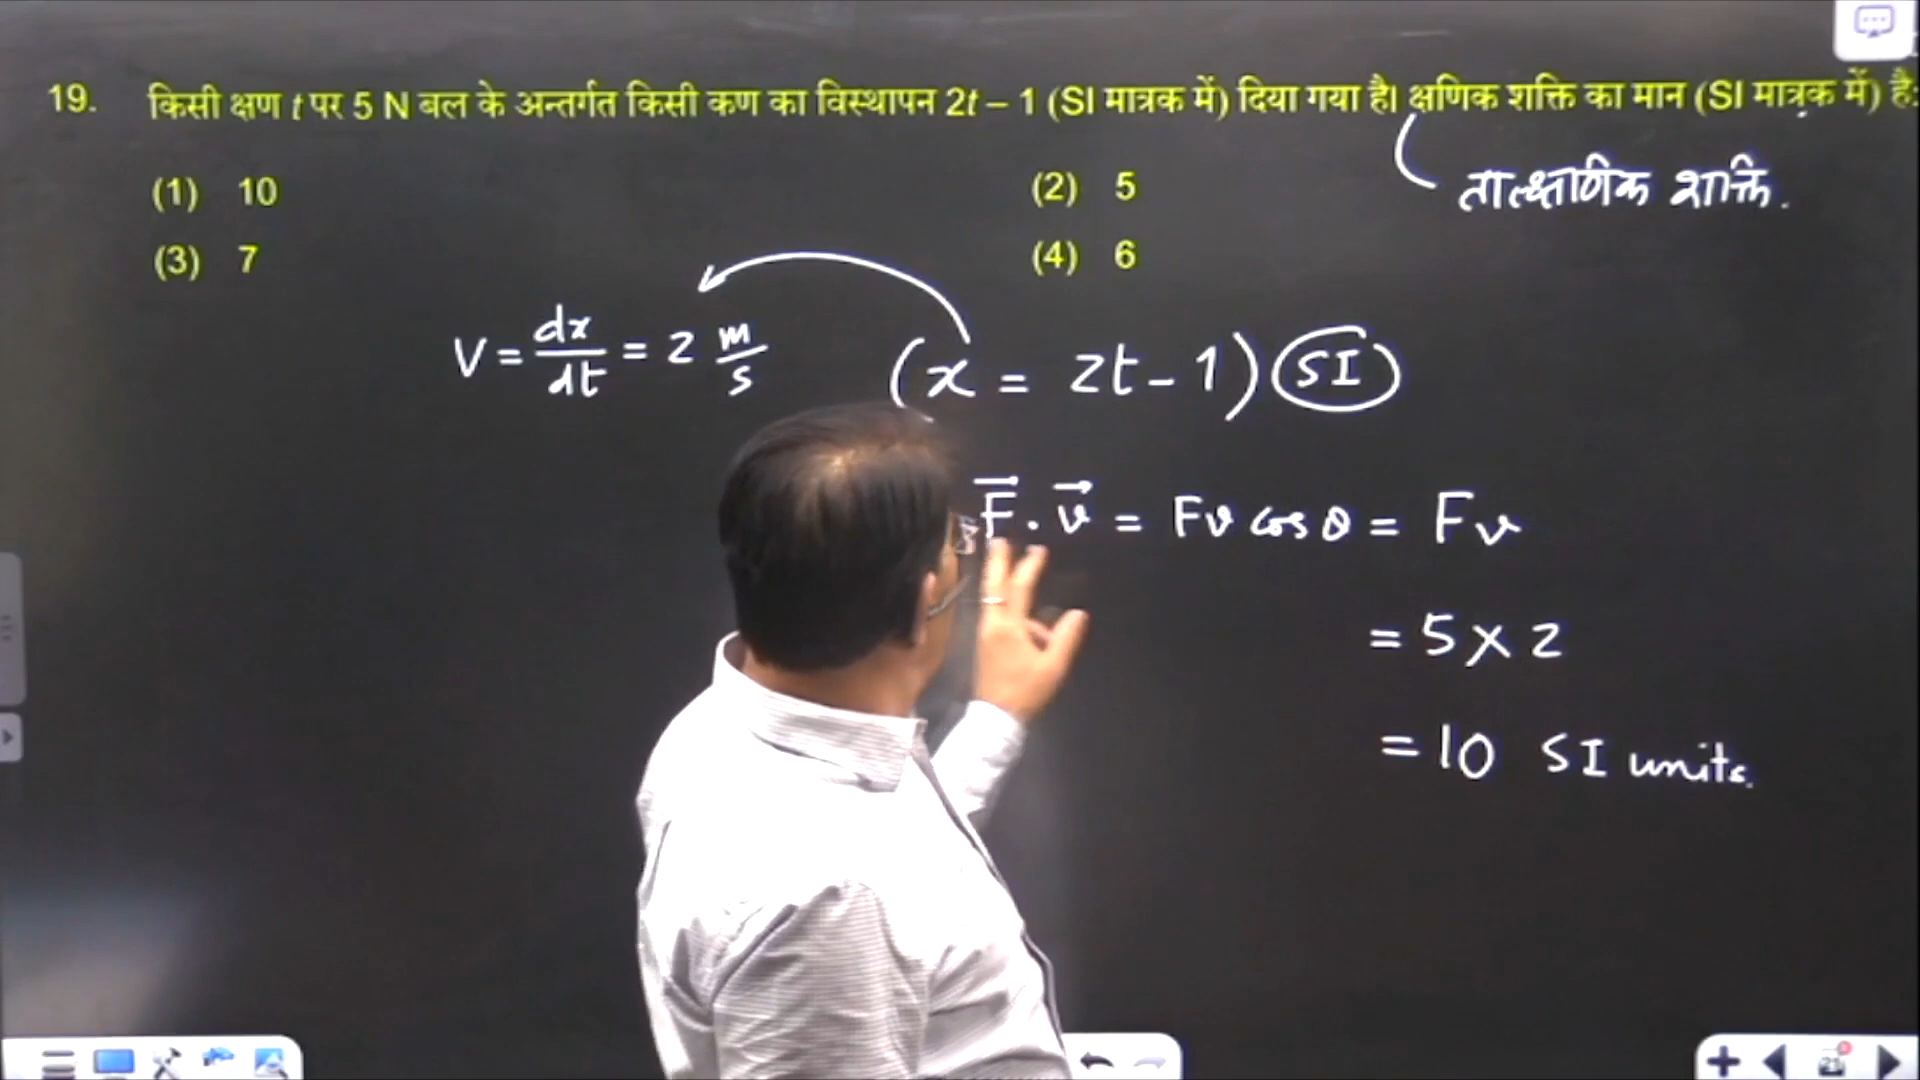 19. किसी क्षण t पर 5 N बल के अन्तर्गत किसी कण का विस्थापन 2t – 1 (SI मात्रक में) दिया गया है। क्षणिक शक्ति का मान (SI मात्रक में) है:
तात्क्षणिक शक्ति.
(1) 10
(2) 5
(3) 7
(4) 6
V = dx/dt = 2 m/s
(x = 2t - 1) SI
F⃗ . v⃗ = Fv cos θ = Fv
= 5 × 2
= 10 SI units.
21